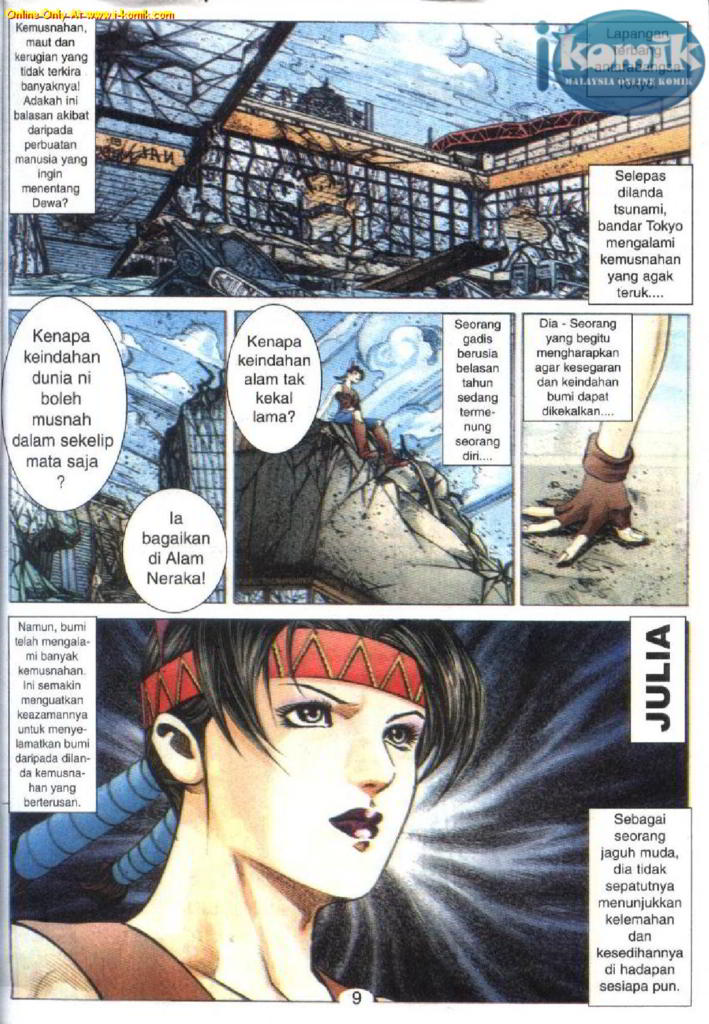 Online-Only-At-www.i-komik.com
Kemusnahan,
maut dan
kerugian yang
tidak terkira
banyaknya!
Adakah ini
balasan akibat
daripada
perbuatan
manusia yang
ingin
menentang
Dewa?
Lapangan
terbang
antarabangsa
Tokyo.
ikomik
MALAYSIA ONLINE KOMIK
Selepas
dilanda
tsunami,
bandar Tokyo
mengalami
kemusnahan
yang agak
teruk....
Kenapa
keindahan
dunia ni
boleh
musnah
dalam sekelip
mata saja
?
Ia
bagaikan
di Alam
Neraka!
Kenapa
keindahan
alam tak
kekal
lama?
Seorang
gadis
berusia
belasan
tahun
sedang
terme-
nung
seorang
diri....
Dia - Seorang
yang begitu
mengharapkan
agar kesegaran
dan keindahan
bumi dapat
dikekalkan....
Namun, bumi
telah mengala-
mi banyak
kemusnahan.
Ini semakin
menguatkan
keazamannya
untuk menye-
lamatkan bumi
daripada dilan-
da kemusna-
han yang
berterusan.
JULIA
Sebagai
seorang
jaguh muda,
dia tidak
sepatutnya
menunjukkan
kelemahan
dan
kesedihannya
di hadapan
sesiapa pun.
9